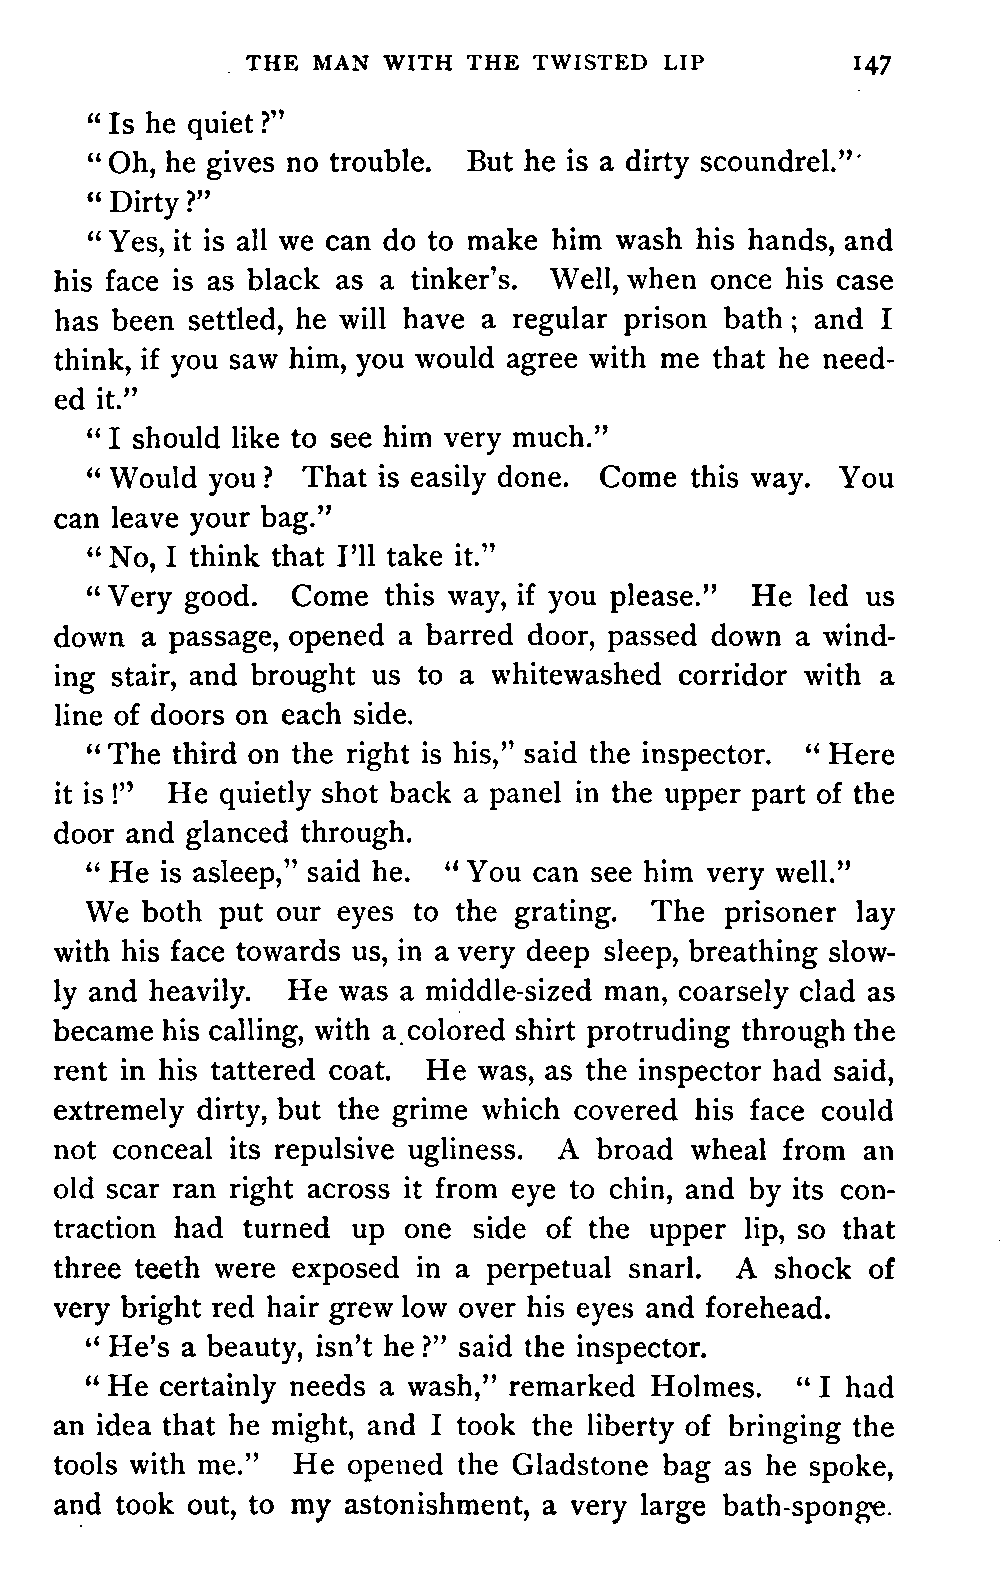 THE MAN WITH THE TWISTED LIP 147
“Is he quiet?”
“Oh, he gives no trouble. But he is a dirty scoundrel.”
“Dirty?”
“Yes, it is all we can do to make him wash his hands, and
his face is as black as a tinker’s. Well, when once his case
has been settled, he will have a regular prison bath; and I
think, if you saw him, you would agree with me that he need-
ed it.”
“I should like to see him very much.”
“Would you? That is easily done. Come this way. You
can leave your bag.”
“No, I think that I’ll take it.”
“Very good. Come this way, if you please.” He led us
down a passage, opened a barred door, passed down a wind-
ing stair, and brought us to a whitewashed corridor with a
line of doors on each side.
“The third on the right is his,” said the inspector. “Here
it is!” He quietly shot back a panel in the upper part of the
door and glanced through.
“He is asleep,” said he. “You can see him very well.”
We both put our eyes to the grating. The prisoner lay
with his face towards us, in a very deep sleep, breathing slow-
ly and heavily. He was a middle-sized man, coarsely clad as
became his calling, with a colored shirt protruding through the
rent in his tattered coat. He was, as the inspector had said,
extremely dirty, but the grime which covered his face could
not conceal its repulsive ugliness. A broad wheal from an
old scar ran right across it from eye to chin, and by its con-
traction had turned up one side of the upper lip, so that
three teeth were exposed in a perpetual snarl. A shock of
very bright red hair grew low over his eyes and forehead.
“He’s a beauty, isn’t he?” said the inspector.
“He certainly needs a wash,” remarked Holmes. “I had
an idea that he might, and I took the liberty of bringing the
tools with me.” He opened the Gladstone bag as he spoke,
and took out, to my astonishment, a very large bath-sponge.